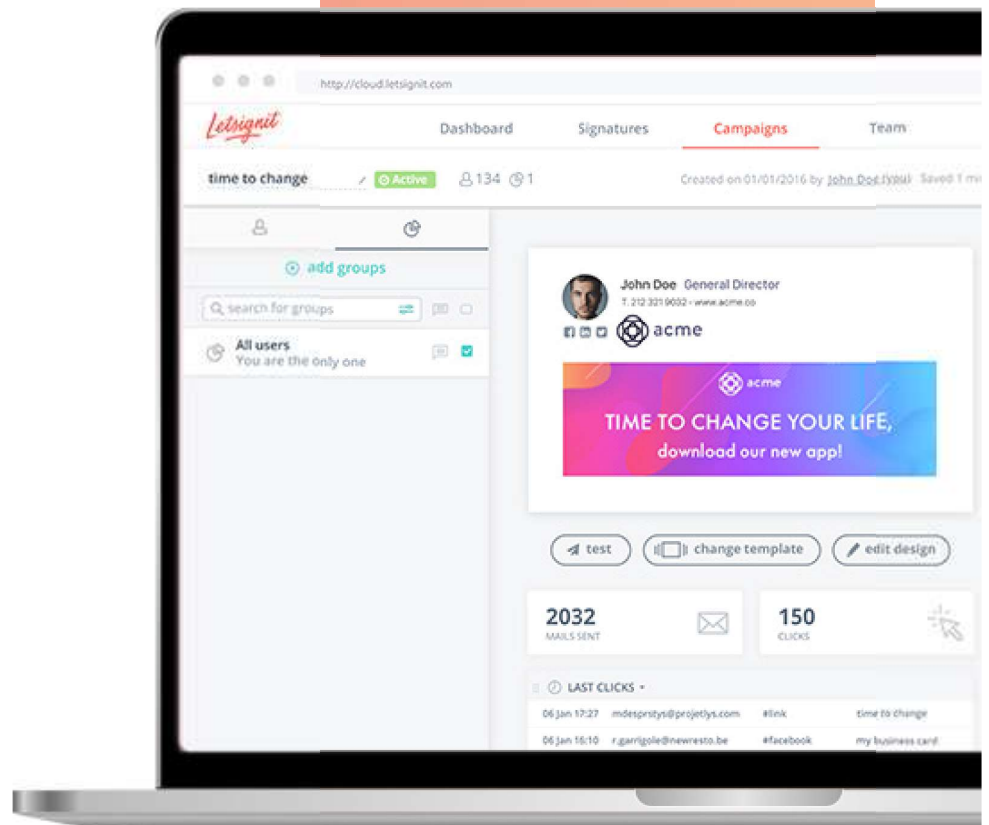 http://cloud.letsignit.com
Letsignit
Dashboard Signatures Campaigns Team
time to change Active 134 1 Created on 01/01/2016 by John Doe (you) Saved 1
add groups
search for groups
All users
You are the only one
John Doe General Director
T. 212 321 9032 - www.acme.co
acme
acme
TIME TO CHANGE YOUR LIFE,
download our new app!
test change template edit design
2032 150
MAILS SENT CLICKS
LAST CLICKS
06 Jan 17:27 mdesprstys@projetlys.com #link time to change
06 Jan 16:10 r.garrigole@newresto.be #facebook my business card